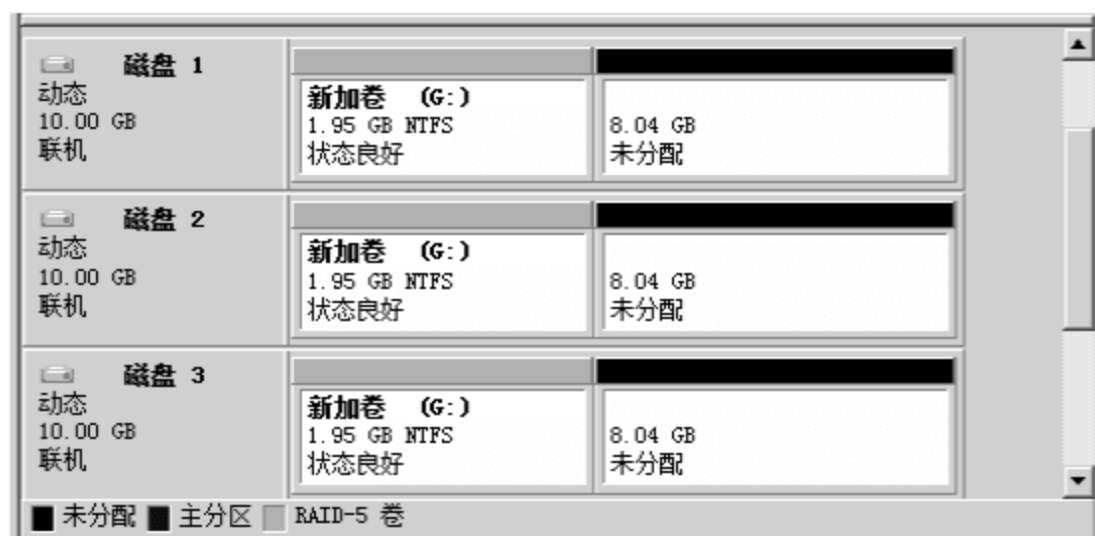 磁盘 1
动态
10.00 GB
联机
新加卷 (G:)
1.95 GB NTFS
状态良好
8.04 GB
未分配
磁盘 2
动态
10.00 GB
联机
新加卷 (G:)
1.95 GB NTFS
状态良好
8.04 GB
未分配
磁盘 3
动态
10.00 GB
联机
新加卷 (G:)
1.95 GB NTFS
状态良好
8.04 GB
未分配
未分配 主分区 RAID-5 卷